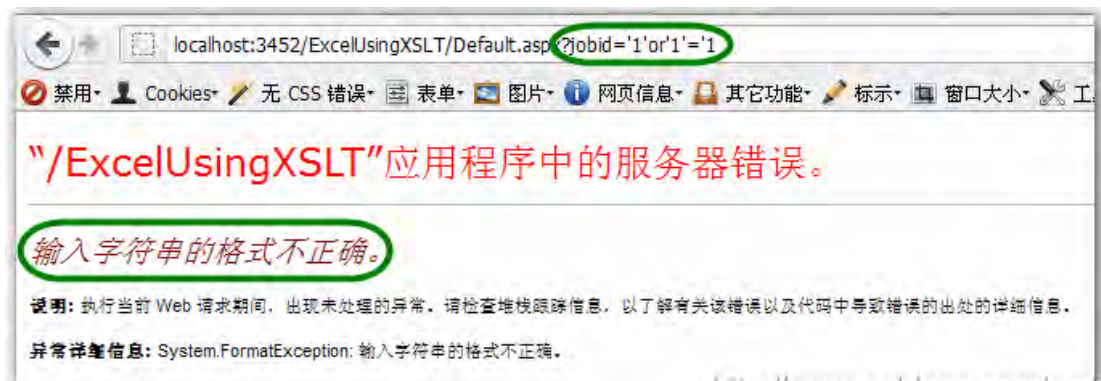 localhost:3452/ExcelUsingXSLT/Default.aspx?jobid='1'or'1'='1
禁用 Cookies 无 CSS 错误 表单 图片 网页信息 其它功能 标示 窗口大小 工
“/ExcelUsingXSLT”应用程序中的服务器错误。
输入字符串的格式不正确。
说明: 执行当前 Web 请求期间，出现未处理的异常。请检查堆栈跟踪信息，以了解有关该错误以及代码中导致错误的出处的详细信息。
异常详细信息: System.FormatException: 输入字符串的格式不正确。